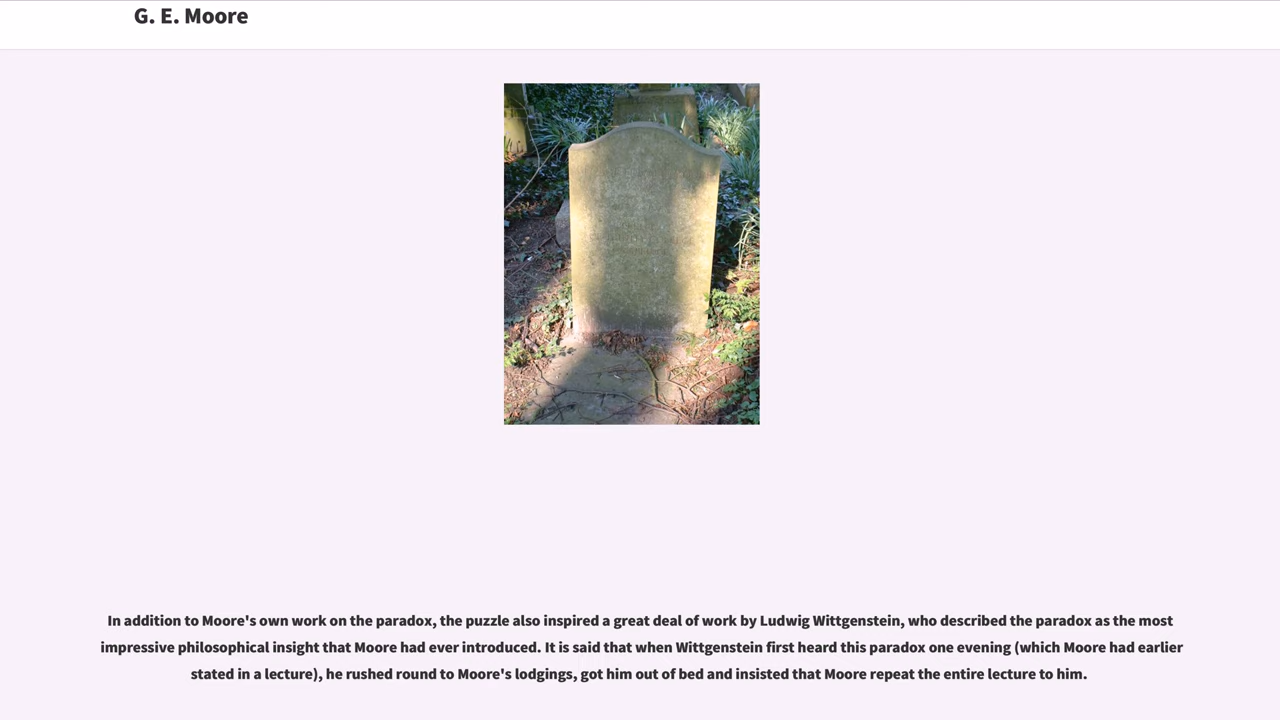 G. E. Moore
In addition to Moore's own work on the paradox, the puzzle also inspired a great deal of work by Ludwig Wittgenstein, who described the paradox as the most
impressive philosophical insight that Moore had ever introduced. It is said that when Wittgenstein first heard this paradox one evening (which Moore had earlier
stated in a lecture), he rushed round to Moore's lodgings, got him out of bed and insisted that Moore repeat the entire lecture to him.